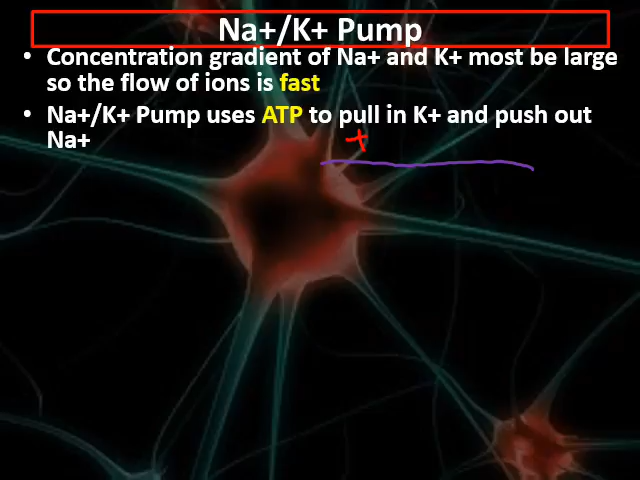 Na+/K+ Pump
• Concentration gradient of Na+ and K+ most be large
so the flow of ions is fast
• Na+/K+ Pump uses ATP to pull in K+ and push out
Na+
+